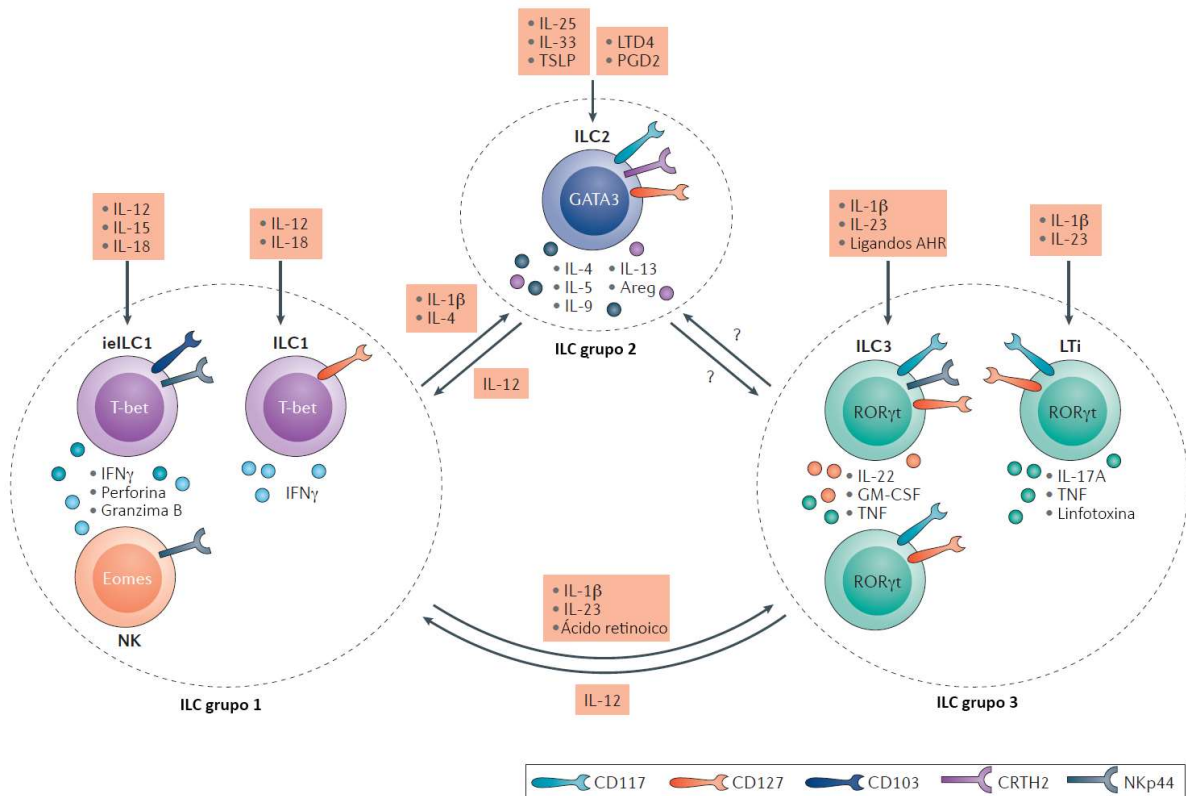 • IL-25
• IL-33
• TSLP
• LTD4
• PGD2
ILC2
GATA3
• IL-4
• IL-5
• IL-9
• IL-13
• Areg
ILC grupo 2
• IL-12
• IL-15
• IL-18
• IL-12
• IL-18
• IL-1β
• IL-4
IL-12
?
?
• IL-1β
• IL-23
• Ligandos AHR
• IL-1β
• IL-23
ieILC1
T-bet
• IFNγ
• Perforina
• Granzima B
Eomes
NK
ILC1
T-bet
IFNγ
ILC grupo 1
ILC3
RORγt
• IL-22
• GM-CSF
• TNF
RORγt
LTi
RORγt
• IL-17A
• TNF
• Linfotoxina
ILC grupo 3
• IL-1β
• IL-23
• Ácido retinoico
IL-12
CD117 CD127 CD103 CRTH2 NKp44